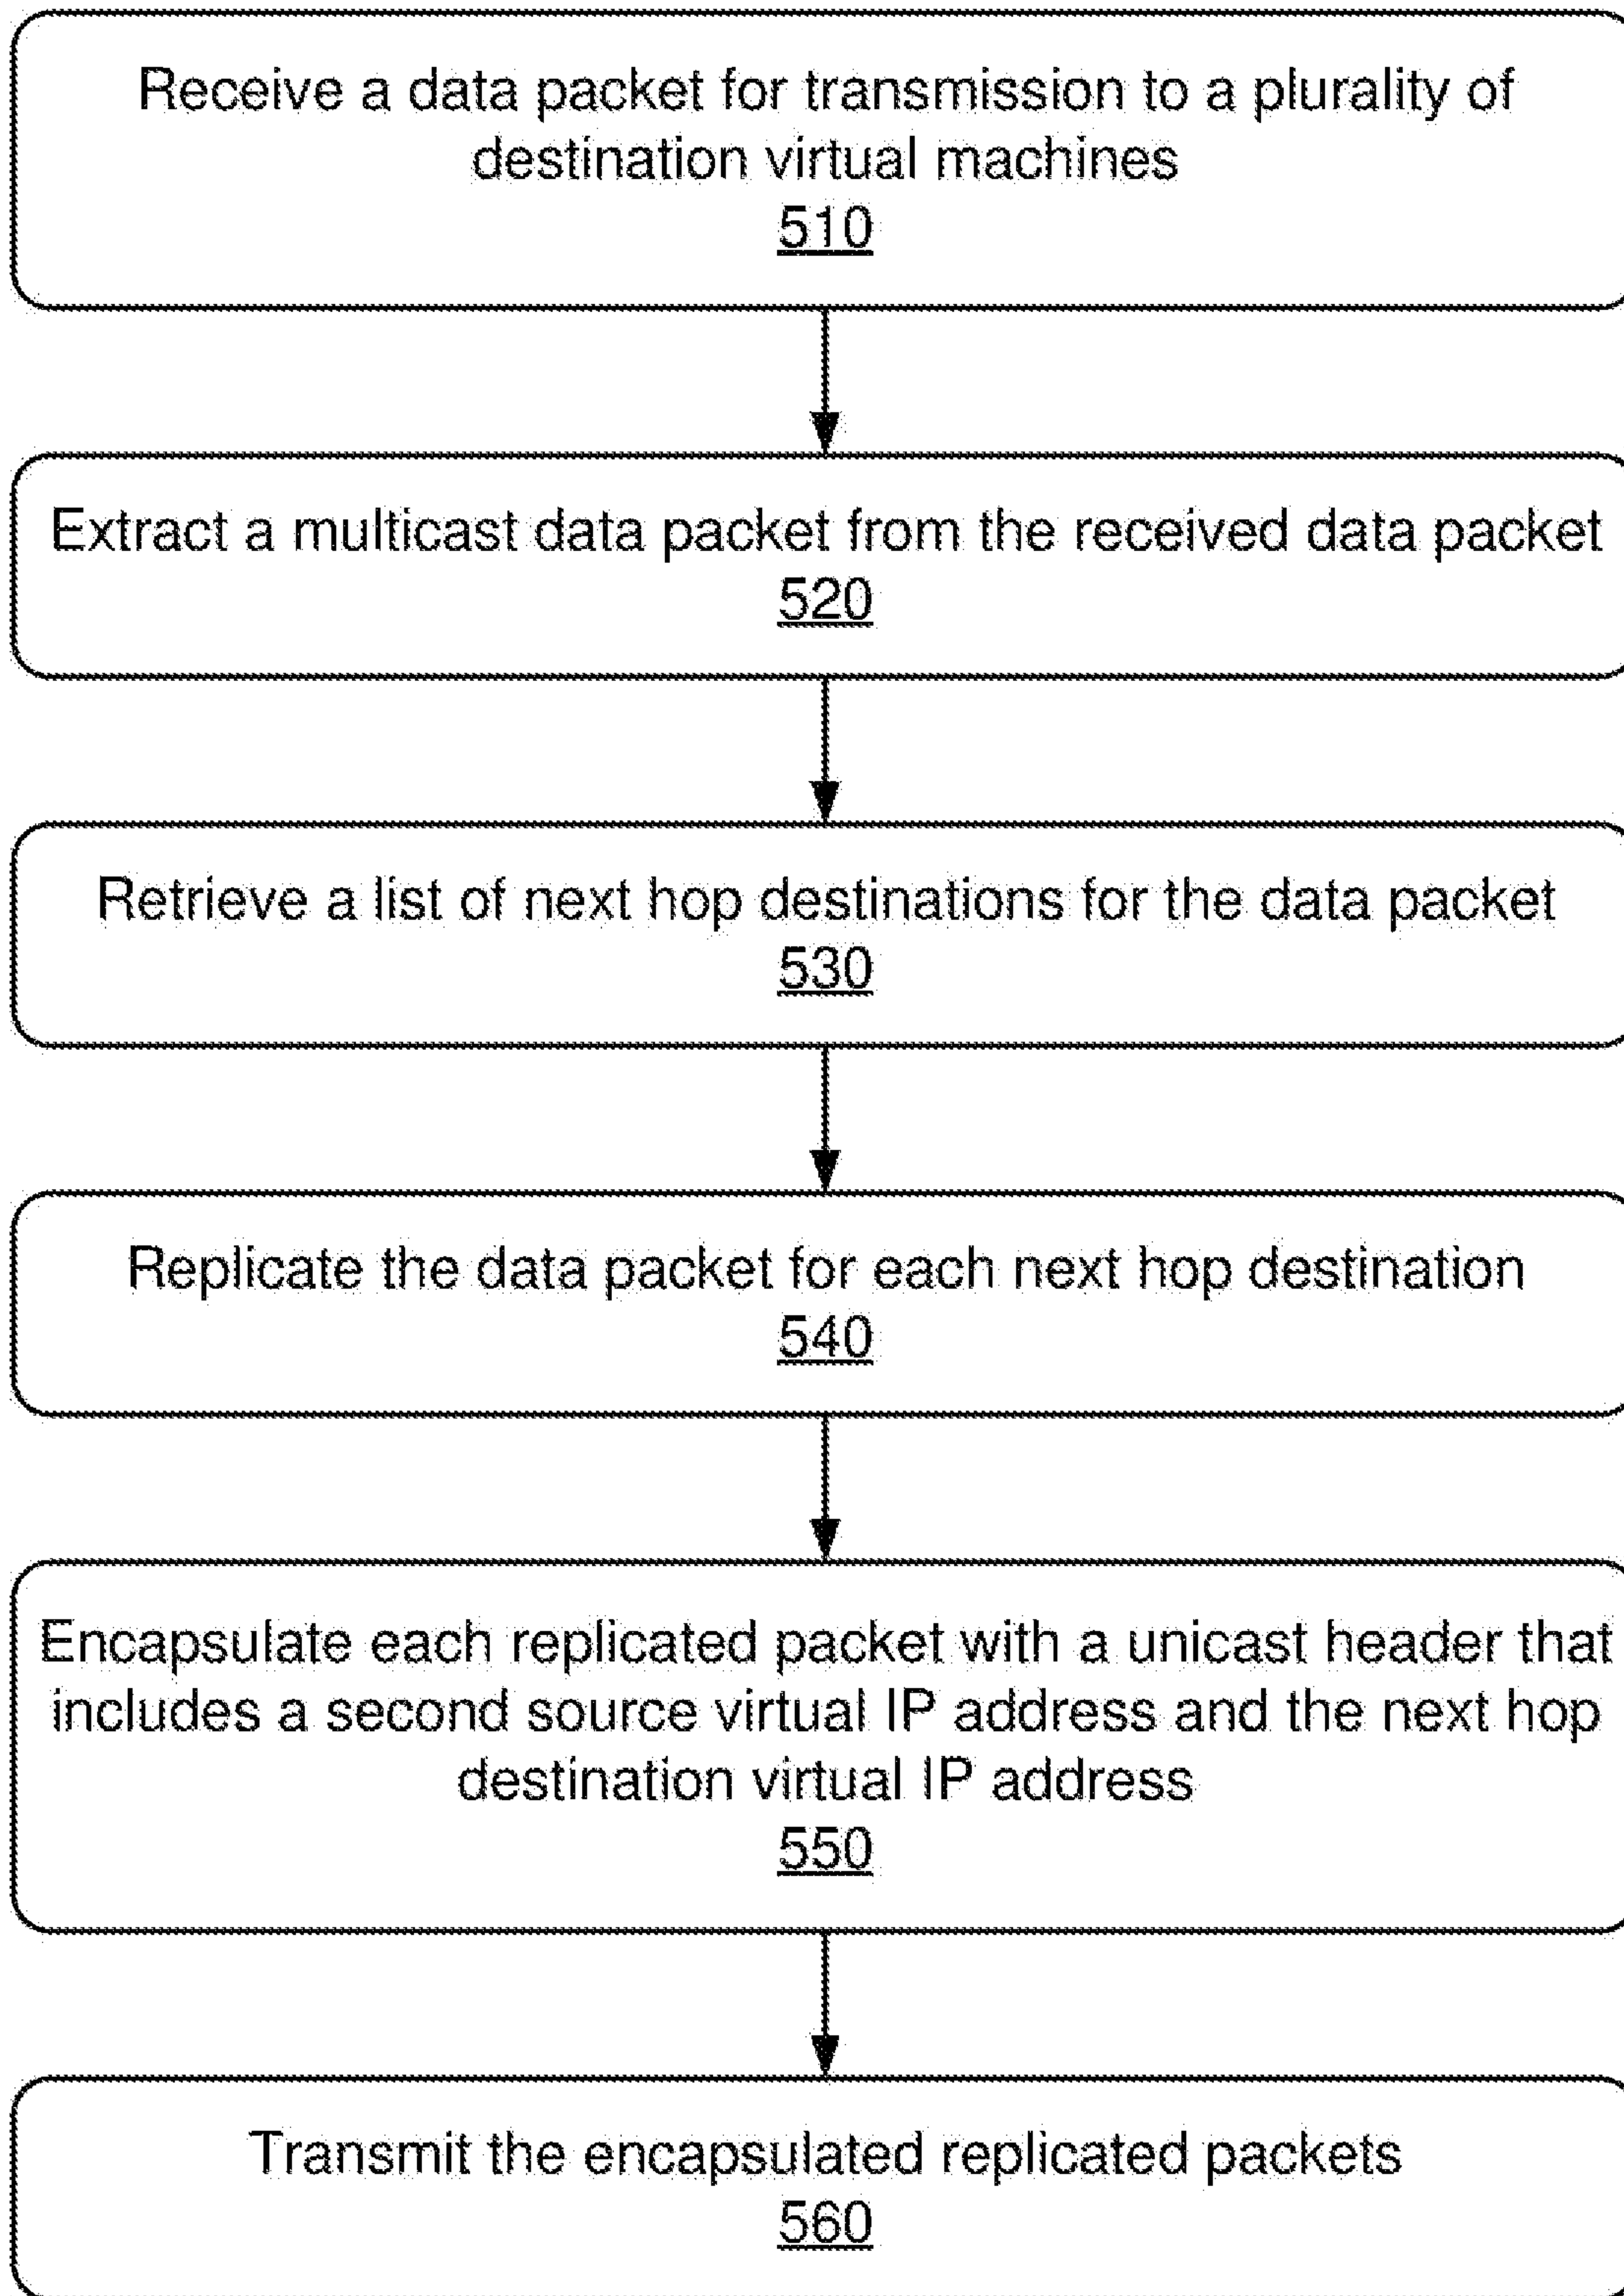 Receive a data packet for transmission to a plurality of
destination virtual machines
510
Extract a multicast data packet from the received data packet
520
Retrieve a list of next hop destinations for the data packet
530
Replicate the data packet for each next hop destination
540
Encapsulate each replicated packet with a unicast header that
includes a second source virtual IP address and the next hop
destination virtual IP address
550
Transmit the encapsulated replicated packets
560